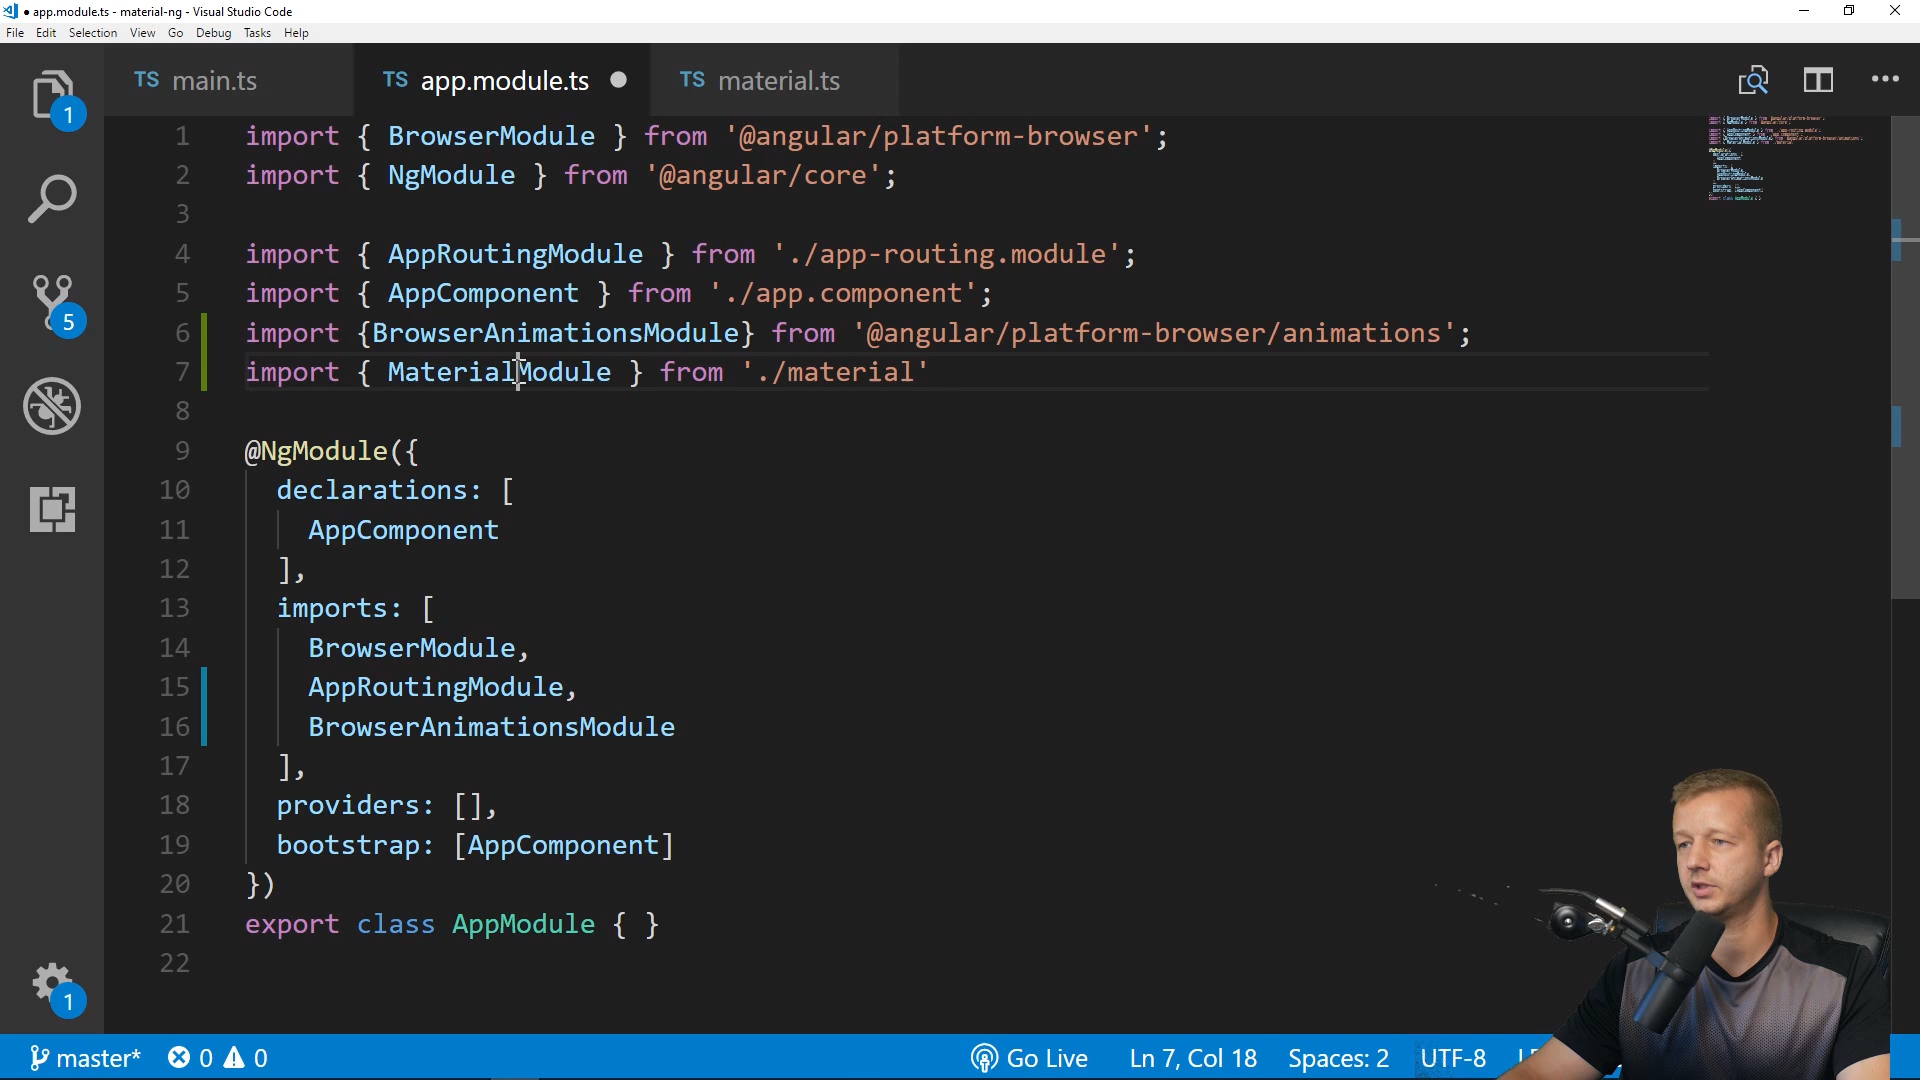 ● app.module.ts - material-ng - Visual Studio Code
File Edit Selection View Go Debug Tasks Help
TS main.ts TS app.module.ts ● TS material.ts
1 import { BrowserModule } from '@angular/platform-browser';
2 import { NgModule } from '@angular/core';
3
4 import { AppRoutingModule } from './app-routing.module';
5 import { AppComponent } from './app.component';
6 import {BrowserAnimationsModule} from '@angular/platform-browser/animations';
7 import { MaterialModule } from './material'
8
9 @NgModule({
10 declarations: [
11 AppComponent
12 ],
13 imports: [
14 BrowserModule,
15 AppRoutingModule,
16 BrowserAnimationsModule
17 ],
18 providers: [],
19 bootstrap: [AppComponent]
20 })
21 export class AppModule { }
22
1
5
1
master* 0 0 Go Live Ln 7, Col 18 Spaces: 2 UTF-8